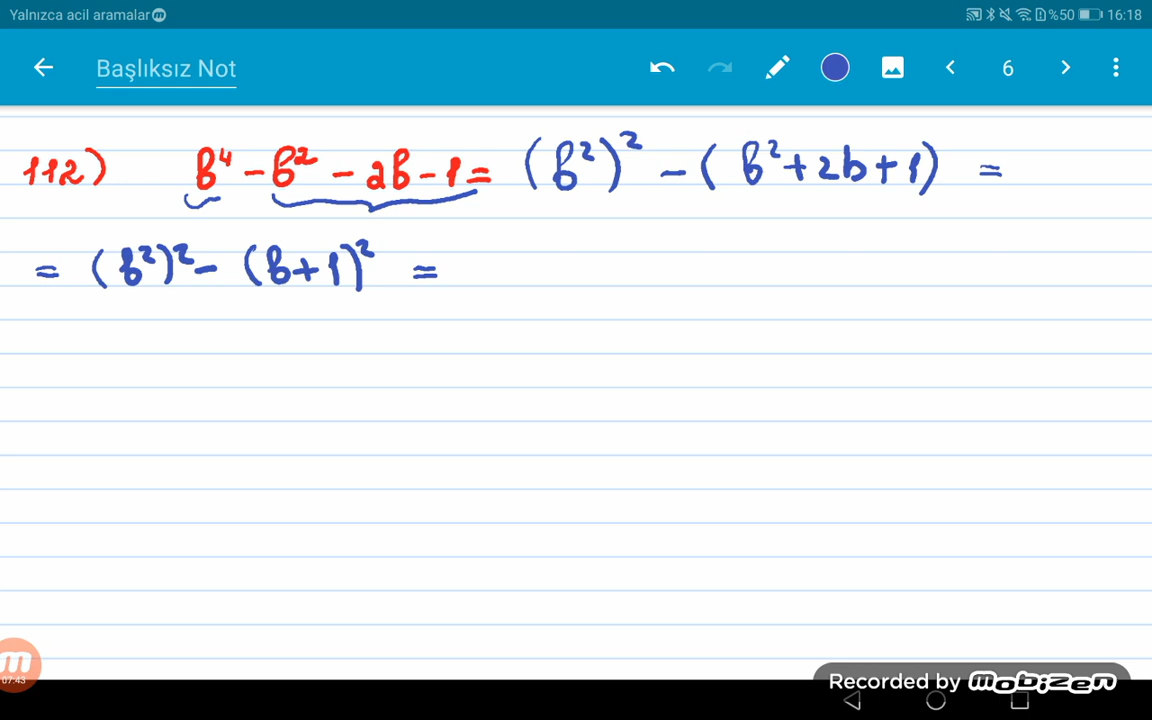 Yalnızca acil aramalar %50 16:18
Başlıksız Not 6
112) b⁴ - b² - 2b - 1 = (b²)² - (b² + 2b + 1) =
= (b²)² - (b + 1)² =
07:43
Recorded by mobizen